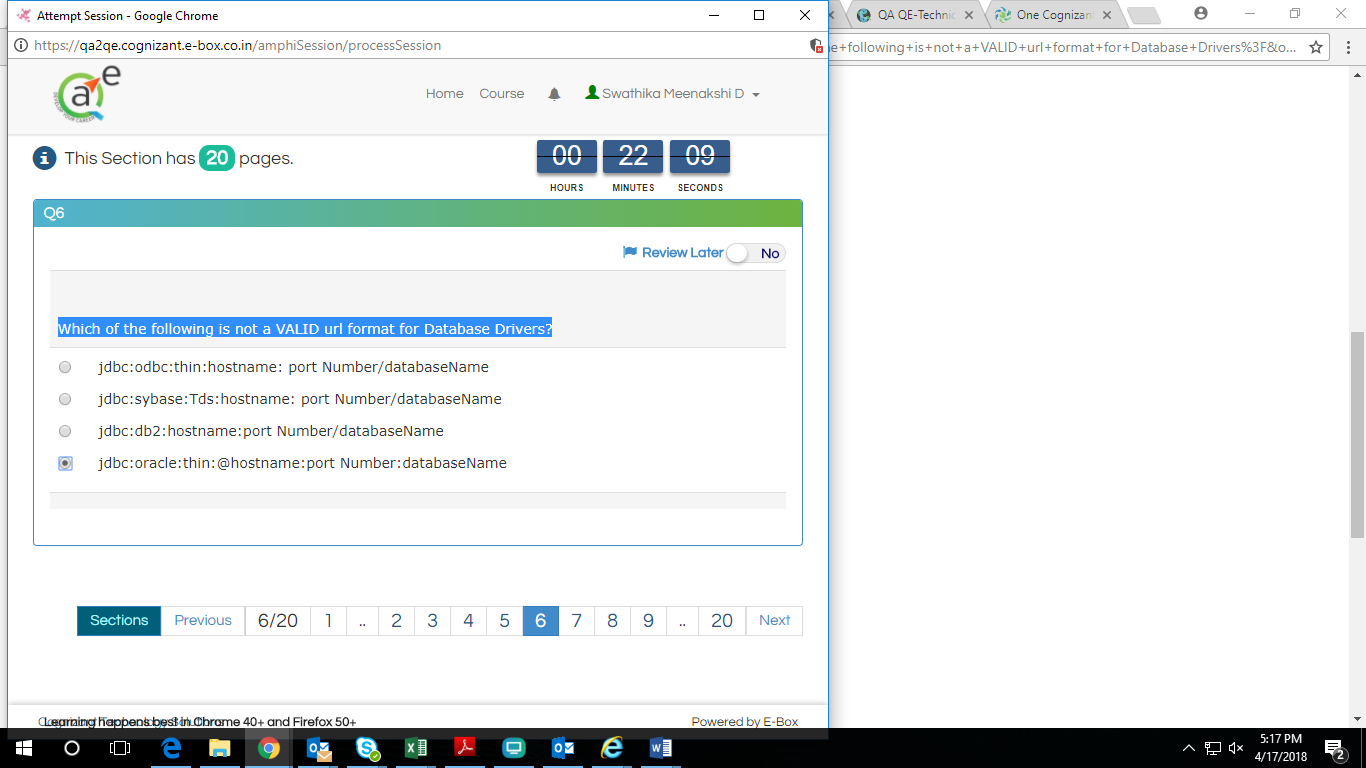 Attempt Session - Google Chrome
QA QE-Technic
One Cognizan
https://qa2qe.cognizant.e-box.co.in/amphiSession/processSession
e+following+is+not+a+VALID+url+format+for+Database+Drivers%3F&o...
a e
Home Course Swathika Meenakshi D
This Section has 20 pages.
00 22 09
HOURS MINUTES SECONDS
Q6
Review Later No
Which of the following is not a VALID url format for Database Drivers?
jdbc:odbc:thin:hostname: port Number/databaseName
jdbc:sybase:Tds:hostname: port Number/databaseName
jdbc:db2:hostname:port Number/databaseName
jdbc:oracle:thin:@hostname:port Number:databaseName
Sections Previous 6/20 1 .. 2 3 4 5 6 7 8 9 .. 20 Next
Learning happens best in Chrome 40+ and Firefox 50+
Powered by E-Box
5:17 PM
4/17/2018
2